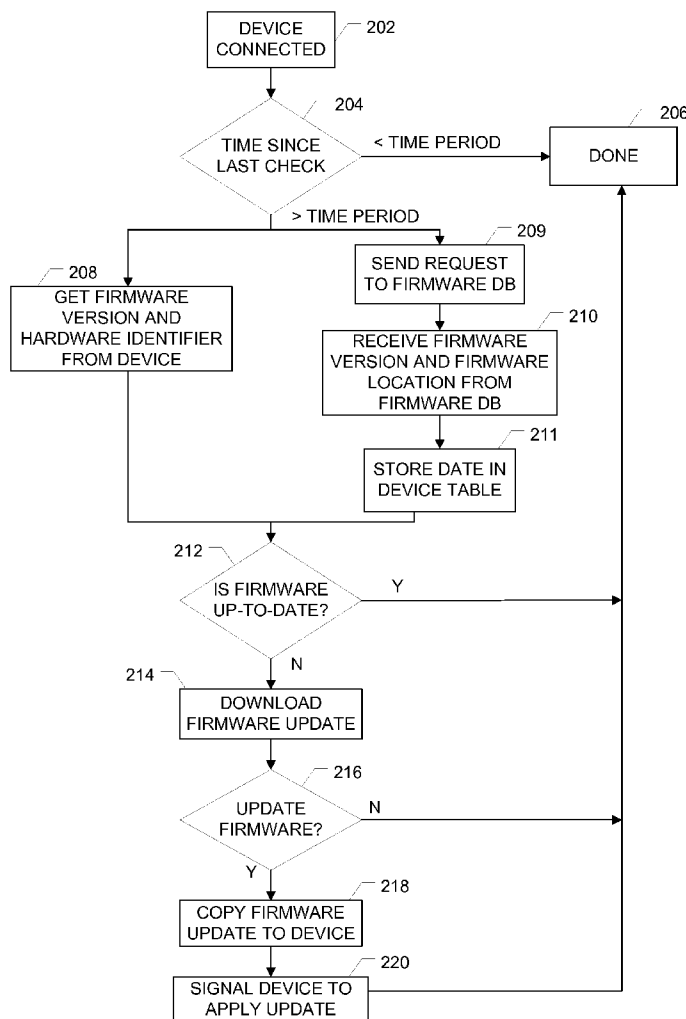 DEVICE
CONNECTED
202
204
TIME SINCE
LAST CHECK
< TIME PERIOD
206
DONE
> TIME PERIOD
208
GET FIRMWARE
VERSION AND
HARDWARE IDENTIFIER
FROM DEVICE
209
SEND REQUEST
TO FIRMWARE DB
210
RECEIVE FIRMWARE
VERSION AND FIRMWARE
LOCATION FROM
FIRMWARE DB
211
STORE DATE IN
DEVICE TABLE
212
IS FIRMWARE
UP-TO-DATE?
Y
N
214
DOWNLOAD
FIRMWARE UPDATE
216
UPDATE
FIRMWARE?
N
Y
218
COPY FIRMWARE
UPDATE TO DEVICE
220
SIGNAL DEVICE TO
APPLY UPDATE